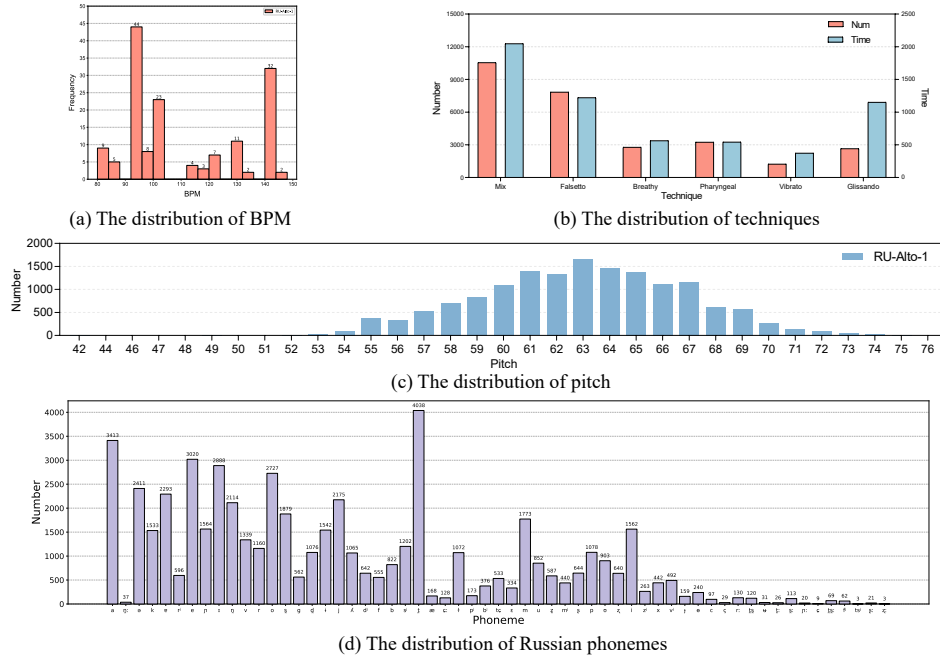 RU-Alto-1
50
45
40
35
30
25
20
15
10
5
0
Frequency
9 5 44 8 23 4 3 7 11 2 32 2
80 90 100 110 120 130 140 150
BPM
(a) The distribution of BPM
15000
12000
9000
6000
3000
0
Number
Num
Time
2500
2000
1500
1000
500
0
Time
Mix Falsetto Breathy Pharyngeal Vibrato Glissando
Technique
(b) The distribution of techniques
2000
1500
1000
500
0
Number
RU-Alto-1
42 44 46 47 48 49 50 51 52 53 54 55 56 57 58 59 60 61 62 63 64 65 66 67 68 69 70 71 72 73 74 75 76
Pitch
(c) The distribution of pitch
4000
3500
3000
2500
2000
1500
1000
500
0
Number
3413 37 2411 1533 2293 596 3020 1564 2888 2114 1339 1160 2727 1879 562 1076 1542 2175 1065 642 555 822 1202 4038 168 128 1072 173 376 533 334 1773 852 587 440 644 1078 903 640 1562 263 442 492 159 240 97 29 130 120 31 26 113 20 9 69 62 3 21 3
Phoneme
(d) The distribution of Russian phonemes